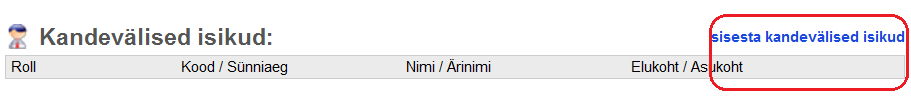 Kandevälised isikud: sisesta kandevälised isikud
Roll Kood / Sünniaeg Nimi / Ärinimi Elukoht / Asukoht